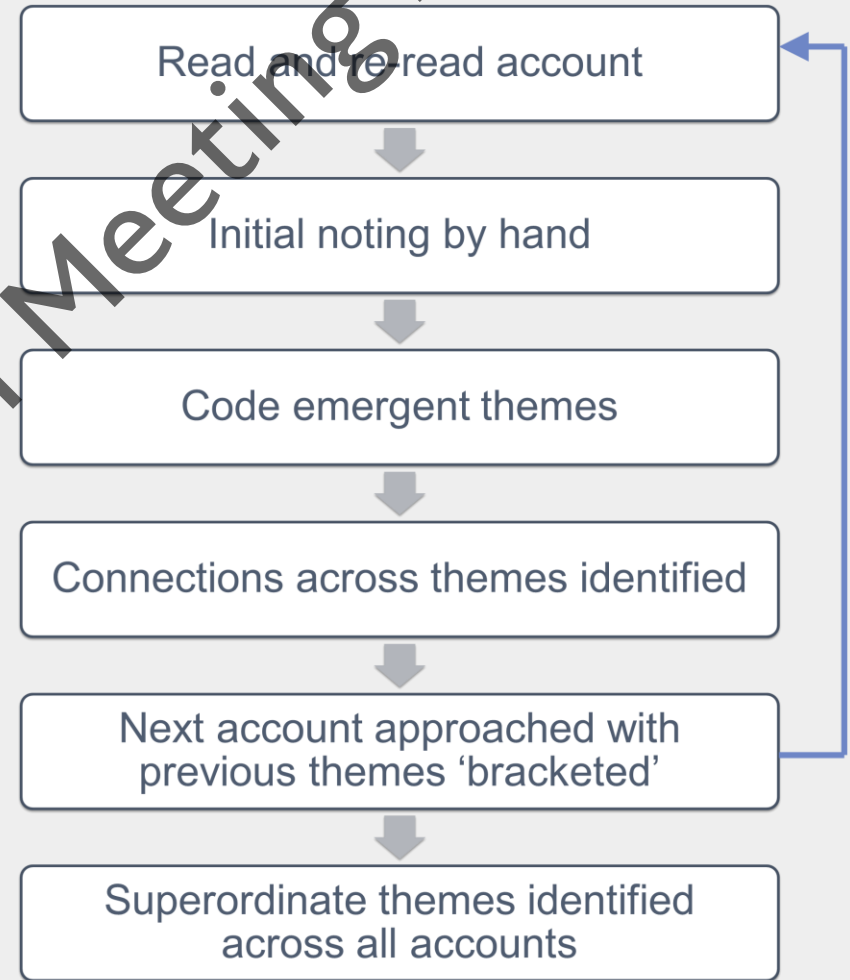 Read and re-read account
Meeting
Initial noting by hand
Code emergent themes
Connections across themes identified
Next account approached with
previous themes ‘bracketed’
Superordinate themes identified
across all accounts